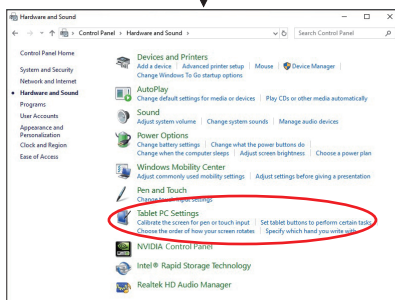 Hardware and Sound
Control Panel > Hardware and Sound >
Search Control Panel
Control Panel Home
System and Security
Network and Internet
Hardware and Sound
Programs
User Accounts
Appearance and
Personalization
Clock and Region
Ease of Access
Devices and Printers
Add a device | Advanced printer setup | Mouse | Device Manager |
Change Windows To Go startup options
AutoPlay
Change default settings for media or devices | Play CDs or other media automatically
Sound
Adjust system volume | Change system sounds | Manage audio devices
Power Options
Change battery settings | Change what the power buttons do |
Change when the computer sleeps | Adjust screen brightness | Choose a power plan
Windows Mobility Center
Adjust commonly used mobility settings | Adjust settings before giving a presentation
Pen and Touch
Change touch input settings
Tablet PC Settings
Calibrate the screen for pen or touch input | Set tablet buttons to perform certain tasks
Choose the order of how your screen rotates | Specify which hand you write with
NVIDIA Control Panel
Intel® Rapid Storage Technology
Realtek HD Audio Manager